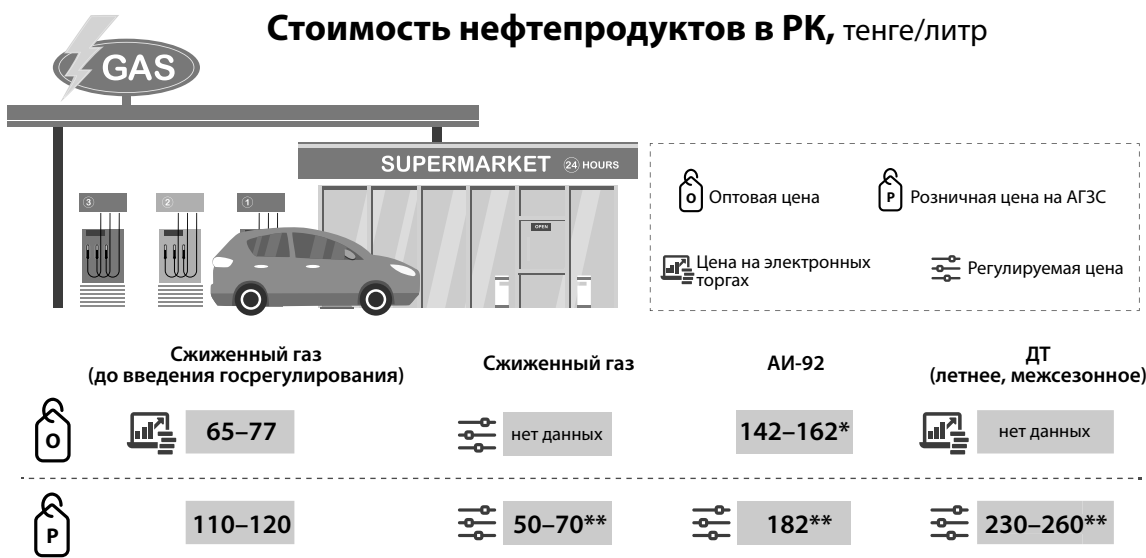 Стоимость нефтепродуктов в РК, тенге/литр
GAS
SUPERMARKET 24 HOURS
3
2
1
OPEN
О Оптовая цена
Р Розничная цена на АГЗС
Цена на электронных
торгах
Регулируемая цена
Сжиженный газ
(до введения госрегулирования)
Сжиженный газ
АИ-92
ДТ
(летнее, межсезонное)
О 65–77 нет данных 142–162* нет данных
Р 110–120 50–70** 182** 230–260**